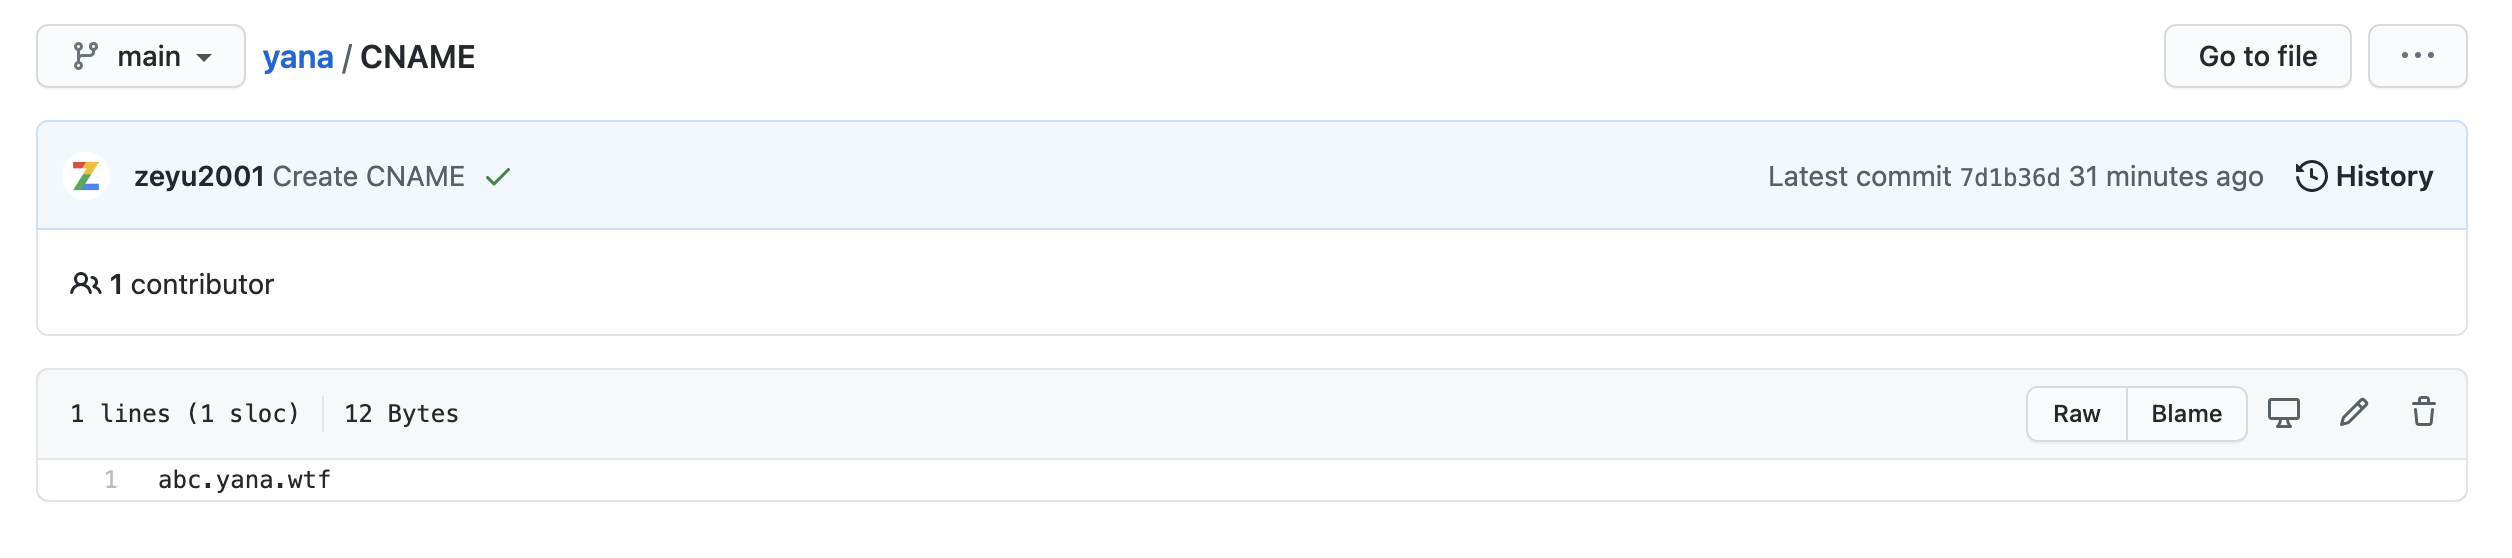 main yana / CNAME Go to file
zeyu2001 Create CNAME Latest commit 7d1b36d 31 minutes ago History
1 contributor
1 lines (1 sloc) 12 Bytes Raw Blame
1 abc.yana.wtf